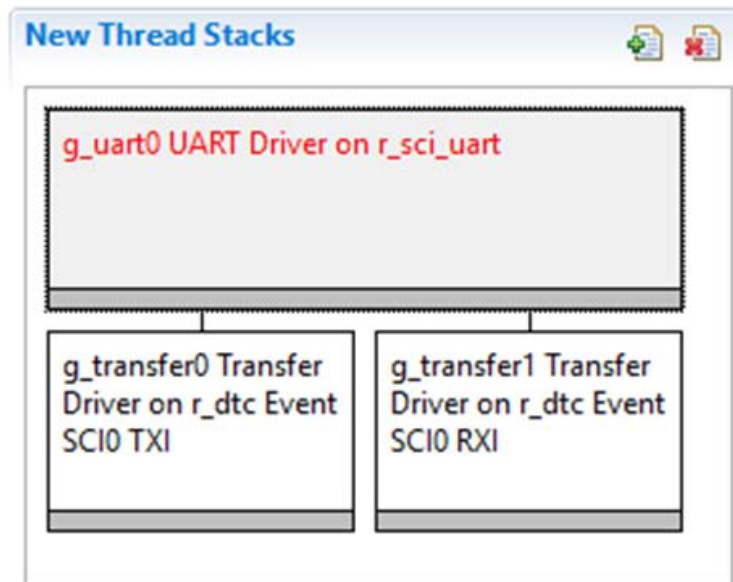 New Thread Stacks
g_uart0 UART Driver on r_sci_uart
g_transfer0 Transfer
Driver on r_dtc Event
SCI0 TXI
g_transfer1 Transfer
Driver on r_dtc Event
SCI0 RXI